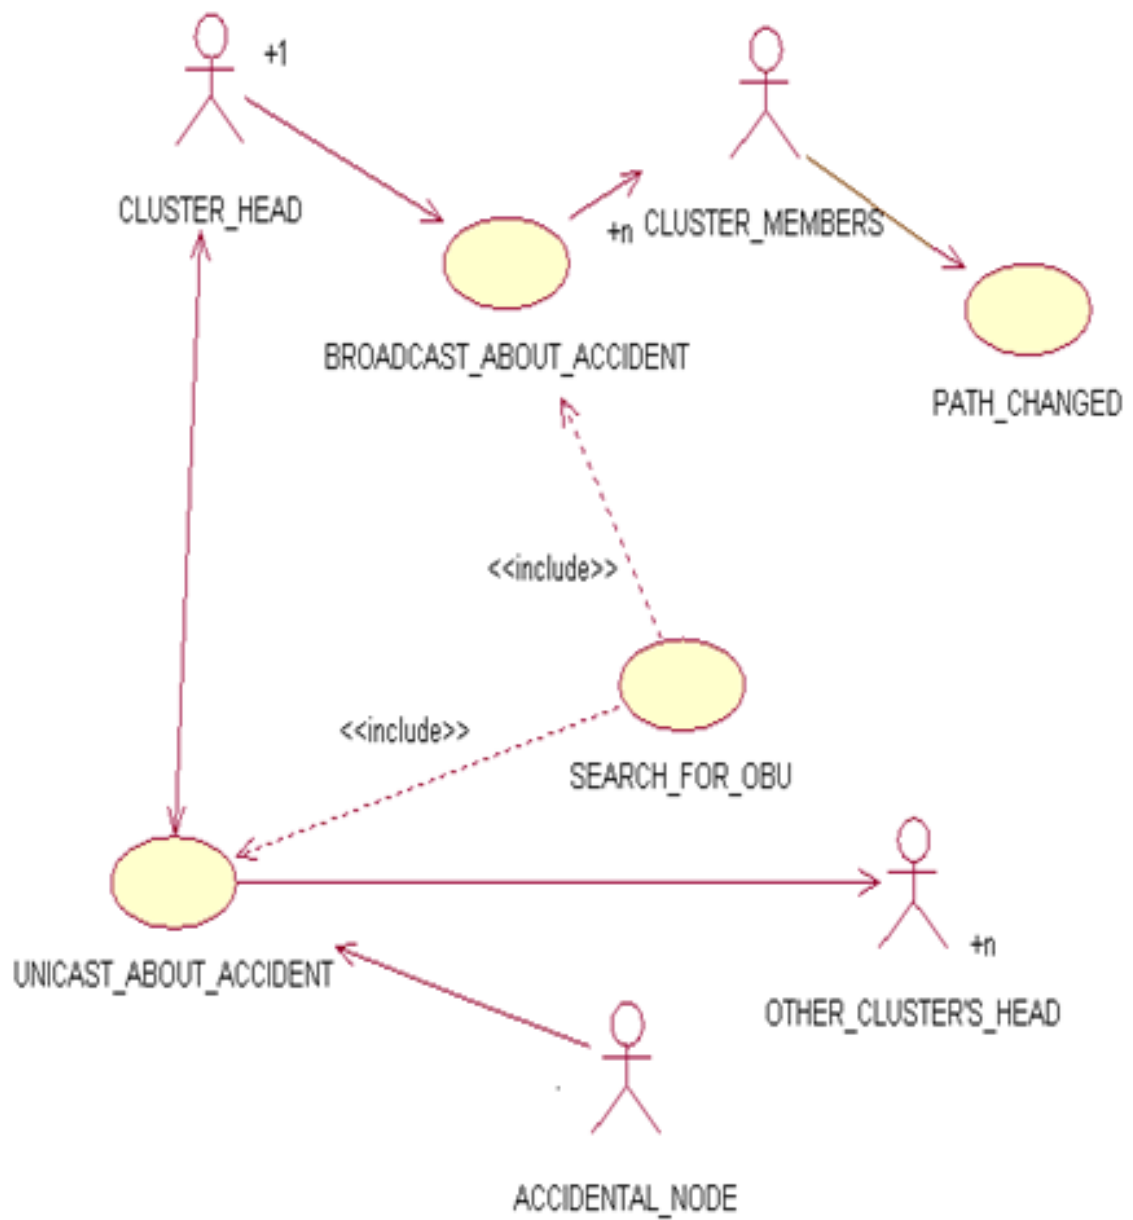 +1
CLUSTER_HEAD
+n
CLUSTER_MEMBERS
BROADCAST_ABOUT_ACCIDENT
PATH_CHANGED
<<include>>
<<include>>
SEARCH_FOR_OBU
UNICAST_ABOUT_ACCIDENT
+n
OTHER_CLUSTER'S_HEAD
ACCIDENTAL_NODE